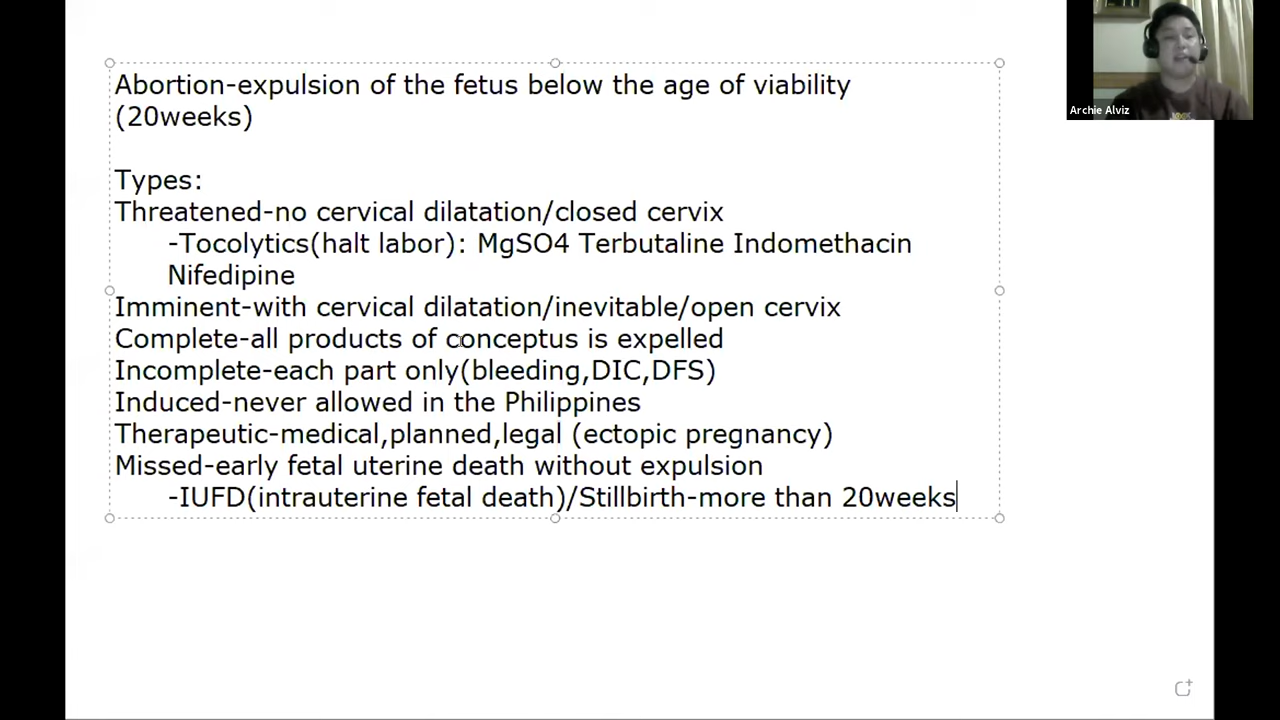 Abortion-expulsion of the fetus below the age of viability
(20weeks)
Types:
Threatened-no cervical dilatation/closed cervix
-Tocolytics(halt labor): MgSO4 Terbutaline Indomethacin
Nifedipine
Imminent-with cervical dilatation/inevitable/open cervix
Complete-all products of conceptus is expelled
Incomplete-each part only(bleeding,DIC,DFS)
Induced-never allowed in the Philippines
Therapeutic-medical,planned,legal (ectopic pregnancy)
Missed-early fetal uterine death without expulsion
-IUFD(intrauterine fetal death)/Stillbirth-more than 20weeks
Archie Alviz